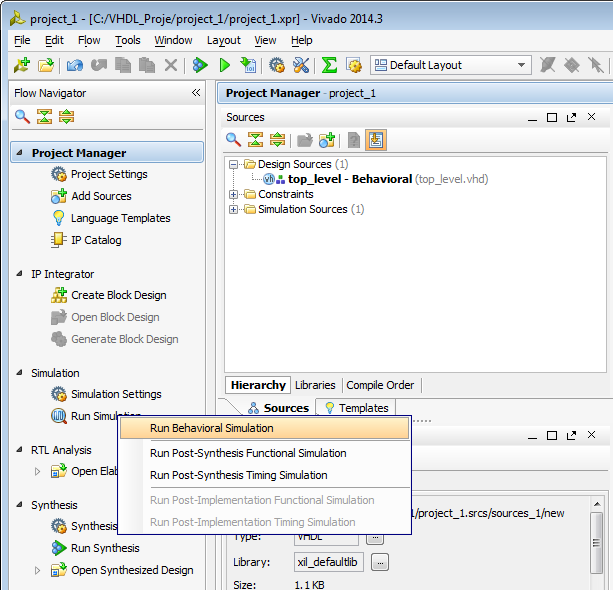 project_1 - [C:/VHDL_Proje/project_1/project_1.xpr] - Vivado 2014.3
File Edit Flow Tools Window Layout View Help
Default Layout
Flow Navigator
Project Manager
Project Settings
Add Sources
Language Templates
IP Catalog
IP Integrator
Create Block Design
Open Block Design
Generate Block Design
Simulation
Simulation Settings
Run Simulation
RTL Analysis
Open Elab
Synthesis
Synthesis
Run Synthesis
Open Synthesized Design
Project Manager - project_1
Sources
Design Sources (1)
top_level - Behavioral (top_level.vhd)
Constraints
Simulation Sources (1)
Hierarchy Libraries Compile Order
Sources Templates
Run Behavioral Simulation
Run Post-Synthesis Functional Simulation
Run Post-Synthesis Timing Simulation
Run Post-Implementation Functional Simulation
Run Post-Implementation Timing Simulation
1/project_1.srcs/sources_1/new
Type: VHDL ...
Library: xil_defaultlib ...
Size: 1.1 KB